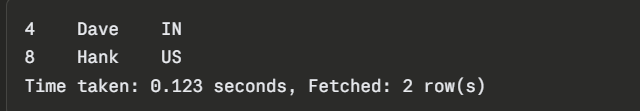 4    Dave    IN
8    Hank    US
Time taken: 0.123 seconds, Fetched: 2 row(s)